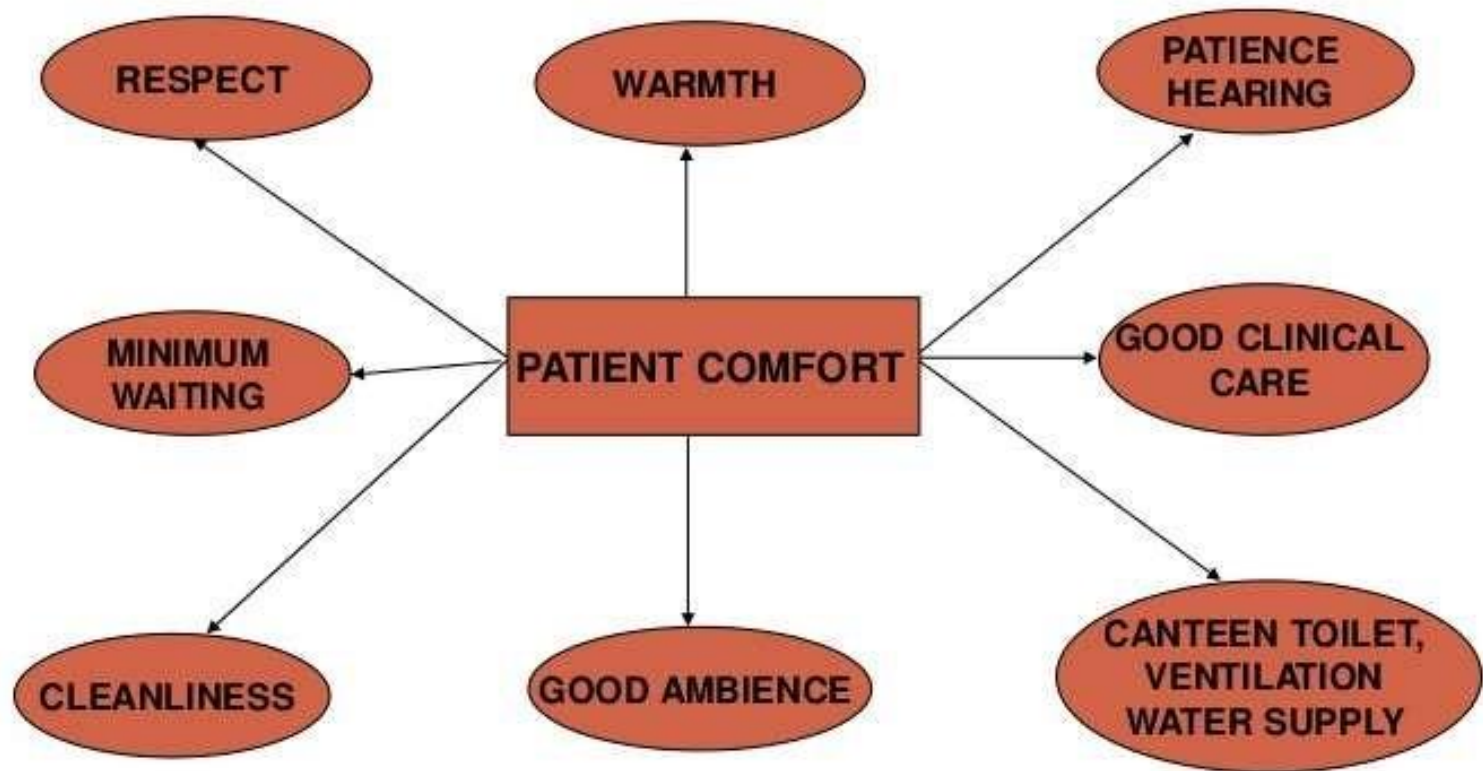 RESPECT
WARMTH
PATIENCE
HEARING
MINIMUM
WAITING
PATIENT COMFORT
GOOD CLINICAL
CARE
CLEANLINESS
GOOD AMBIENCE
CANTEEN TOILET,
VENTILATION
WATER SUPPLY